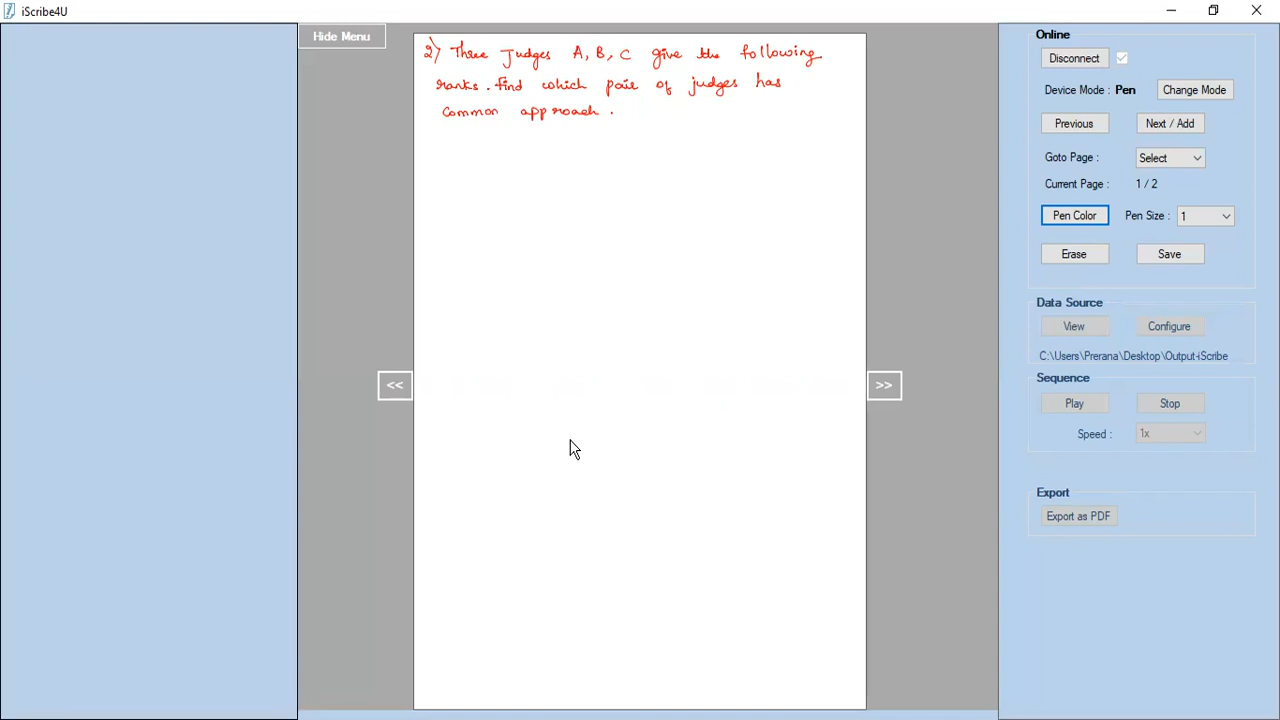 iScribe4U
Hide Menu
2) Three Judges A, B, C give the following
ranks. find which pair of judges has
common approach.
<<
>>
Online
Disconnect
Device Mode : Pen
Change Mode
Previous
Next / Add
Goto Page :
Select
Current Page :
1 / 2
Pen Color
Pen Size :
1
Erase
Save
Data Source
View
Configure
C:\Users\Prerana\Desktop\Output-iScribe
Sequence
Play
Stop
Speed :
1x
Export
Export as PDF